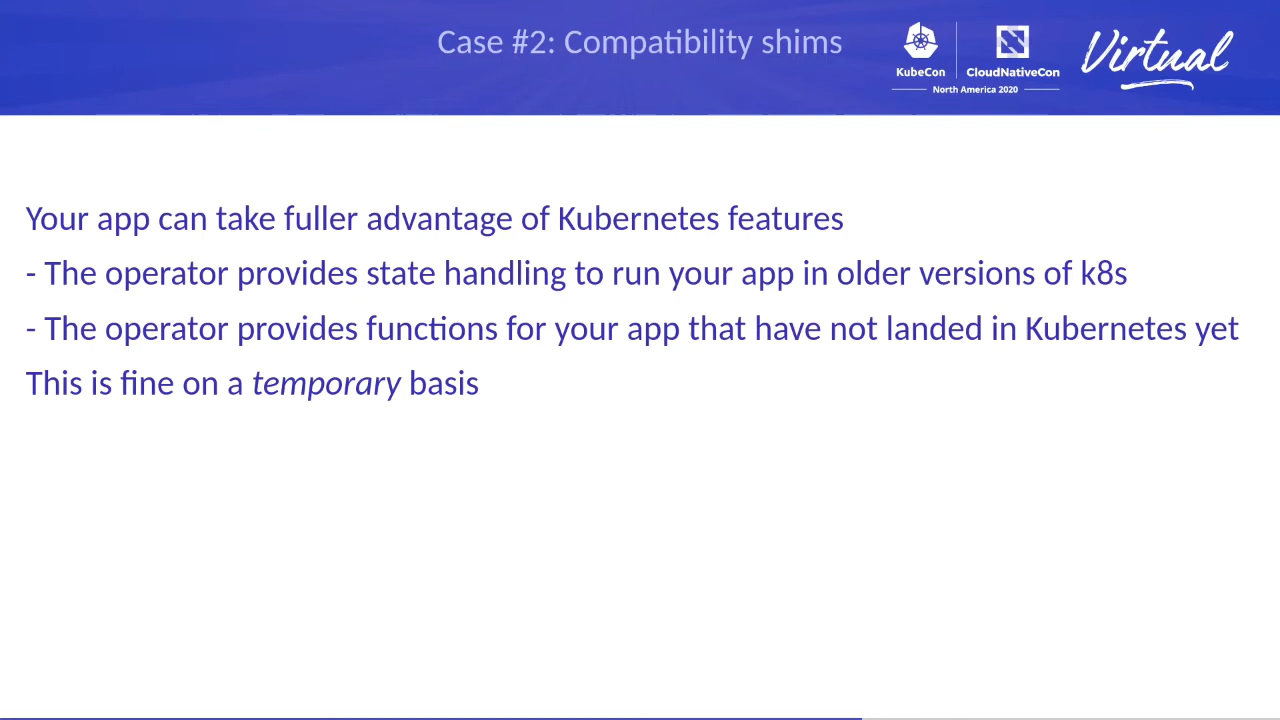 Case #2: Compatibility shims
KubeCon
CloudNativeCon
North America 2020
Virtual
Your app can take fuller advantage of Kubernetes features
- The operator provides state handling to run your app in older versions of k8s
- The operator provides functions for your app that have not landed in Kubernetes yet
This is fine on a temporary basis